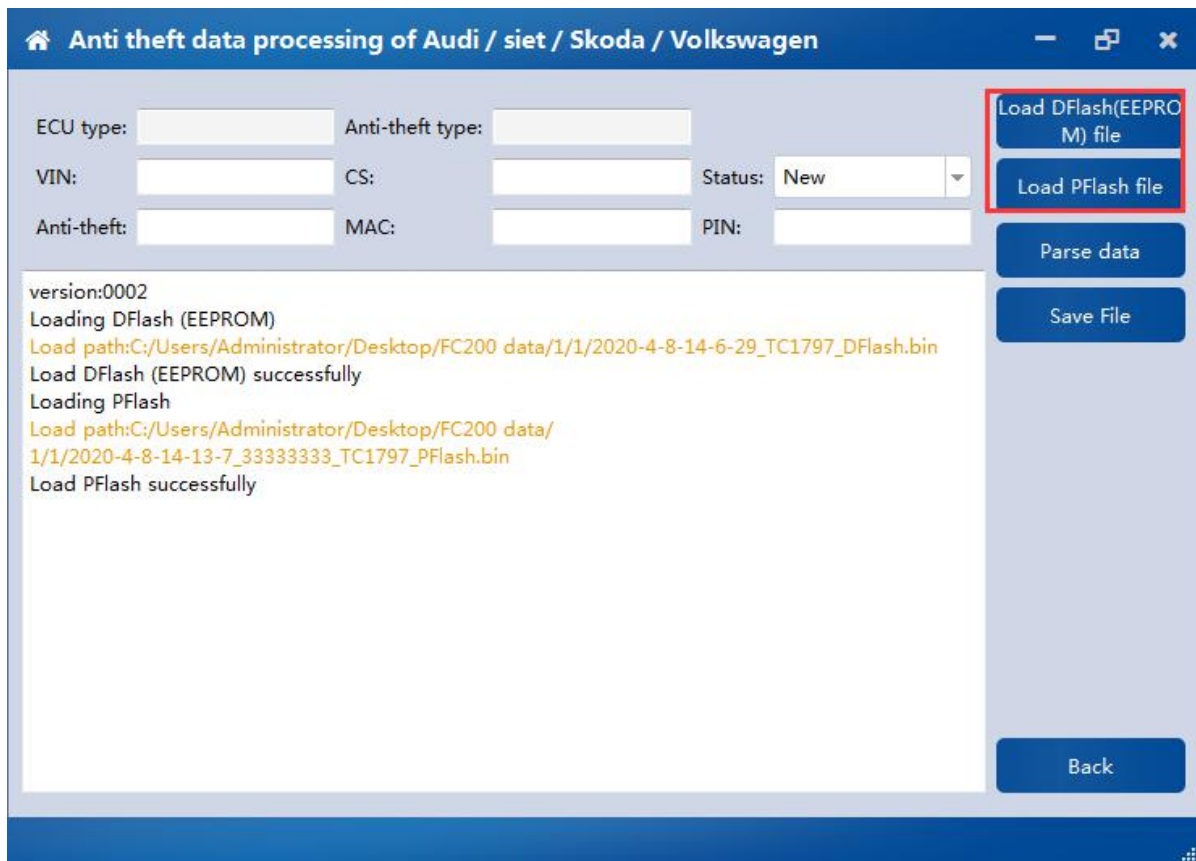 Anti theft data processing of Audi / siet / Skoda / Volkswagen
ECU type:
Anti-theft type:
VIN:
CS:
Status: New
Anti-theft:
MAC:
PIN:
Load DFlash(EEPRO
M) file
Load PFlash file
Parse data
Save File
version:0002
Loading DFlash (EEPROM)
Load path:C:/Users/Administrator/Desktop/FC200 data/1/1/2020-4-8-14-6-29_TC1797_DFlash.bin
Load DFlash (EEPROM) successfully
Loading PFlash
Load path:C:/Users/Administrator/Desktop/FC200 data/
1/1/2020-4-8-14-13-7_33333333_TC1797_PFlash.bin
Load PFlash successfully
Back